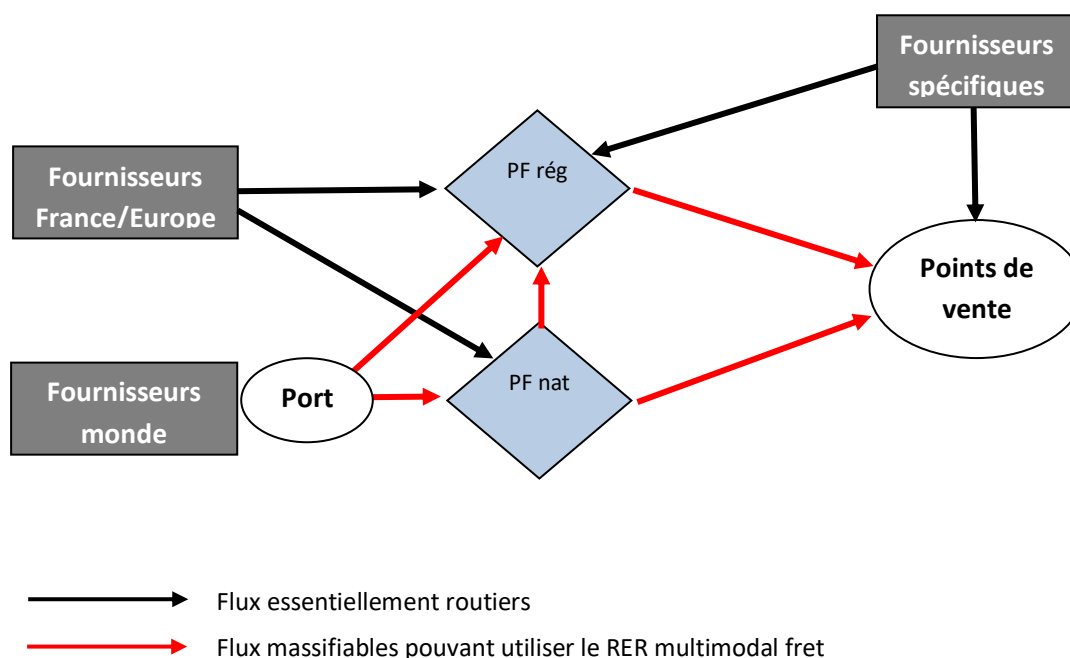 Fournisseurs
spécifiques
PF rég
Fournisseurs
France/Europe
Points de
vente
PF nat
Fournisseurs
monde
Port
Flux essentiellement routiers
Flux massifiables pouvant utiliser le RER multimodal fret